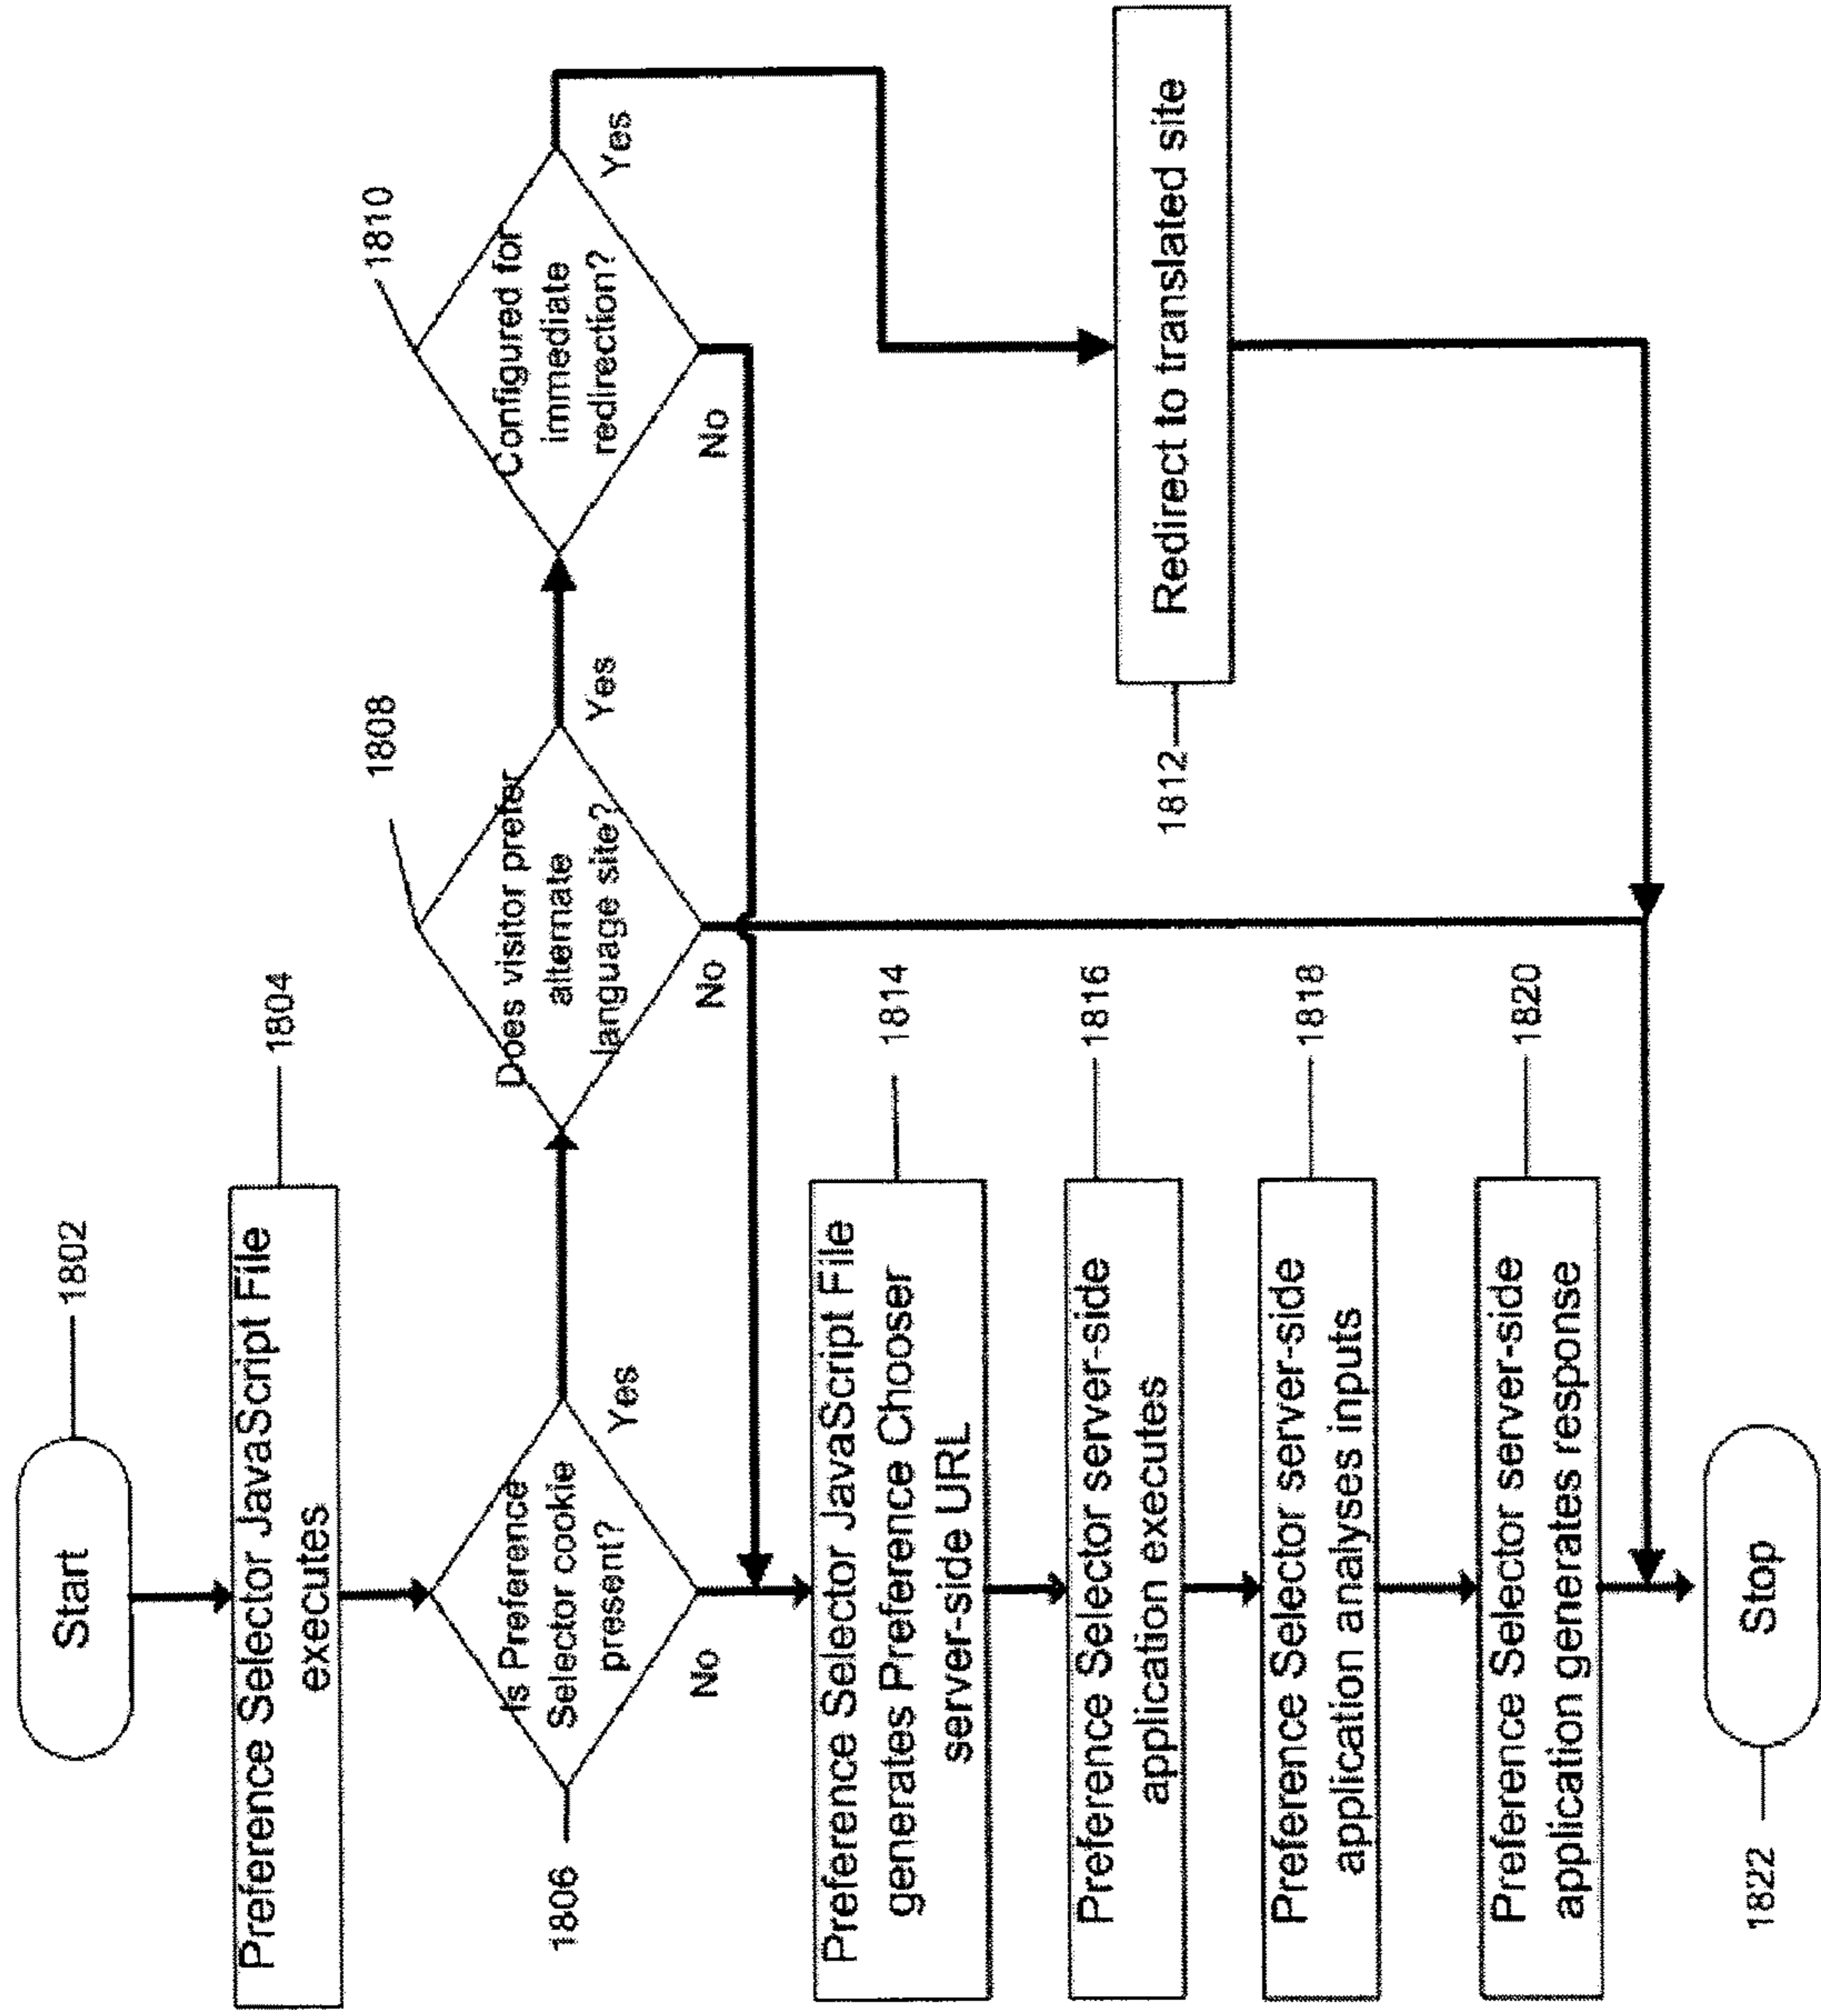 Start
1802
Preference Selector JavaScript File
executes
1804
Is Preference
Selector cookie
present?
1806
Yes
No
Does visitor prefer
alternate
language site?
1808
Yes
No
Configured for
immediate
redirection?
1810
Yes
No
Redirect to translated site
1812
Preference Selector JavaScript File
generates Preference Chooser
server-side URL
1814
Preference Selector server-side
application executes
1816
Preference Selector server-side
application analyses inputs
1818
Preference Selector server-side
application generates response
1820
Stop
1822